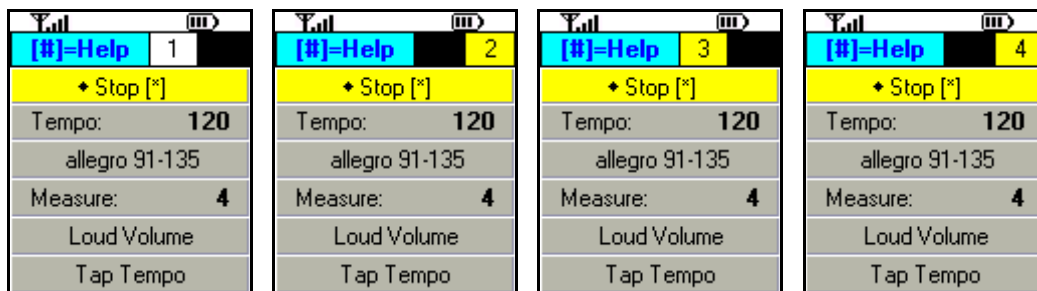 [#]=Help 1
◆ Stop [*]
Tempo: 120
allegro 91-135
Measure: 4
Loud Volume
Tap Tempo
[#]=Help 2
◆ Stop [*]
Tempo: 120
allegro 91-135
Measure: 4
Loud Volume
Tap Tempo
[#]=Help 3
◆ Stop [*]
Tempo: 120
allegro 91-135
Measure: 4
Loud Volume
Tap Tempo
[#]=Help 4
◆ Stop [*]
Tempo: 120
allegro 91-135
Measure: 4
Loud Volume
Tap Tempo